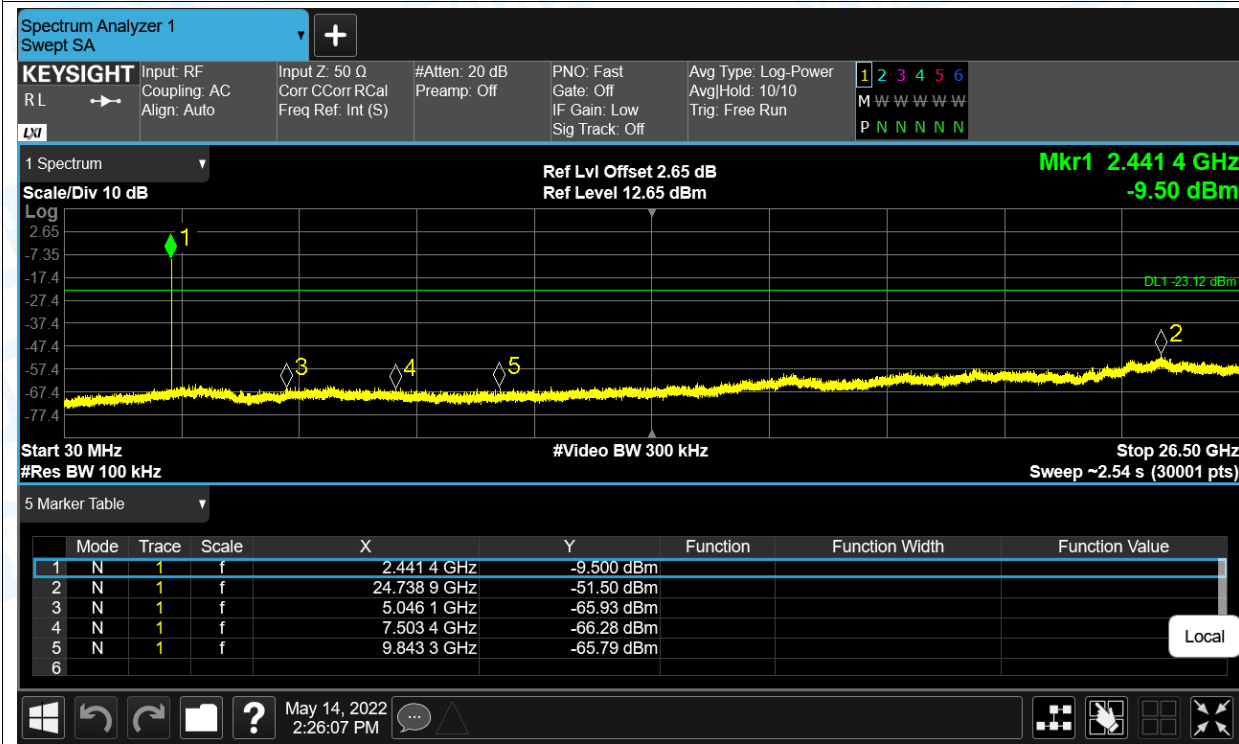 Spectrum Analyzer 1
Swept SA
+
KEYSIGHT Input: RF Input Z: 50 Ω #Atten: 20 dB PNO: Fast Avg Type: Log-Power 1 2 3 4 5 6
R L Coupling: AC Corr CCorr RCal Preamp: Off Gate: Off Avg|Hold: 10/10 M W W W W W W
Align: Auto Freq Ref: Int (S) IF Gain: Low Trig: Free Run
LXI Sig Track: Off P N N N N N N
1 Spectrum
Scale/Div 10 dB
Ref Lvl Offset 2.65 dB
Ref Level 12.65 dBm
Mkr1 2.441 4 GHz
-9.50 dBm
Log
2.65
-7.35
-17.4
-27.4
-37.4
-47.4
-57.4
-67.4
-77.4
1
DL1 -23.12 dBm
2
3
4
5
Start 30 MHz #Video BW 300 kHz Stop 26.50 GHz
#Res BW 100 kHz Sweep ~2.54 s (30001 pts)
5 Marker Table
Mode Trace Scale X Y Function Function Width Function Value
1 N 1 f 2.441 4 GHz -9.500 dBm
2 N 1 f 24.738 9 GHz -51.50 dBm
3 N 1 f 5.046 1 GHz -65.93 dBm
4 N 1 f 7.503 4 GHz -66.28 dBm
5 N 1 f 9.843 3 GHz -65.79 dBm
6
Local
? May 14, 2022
2:26:07 PM